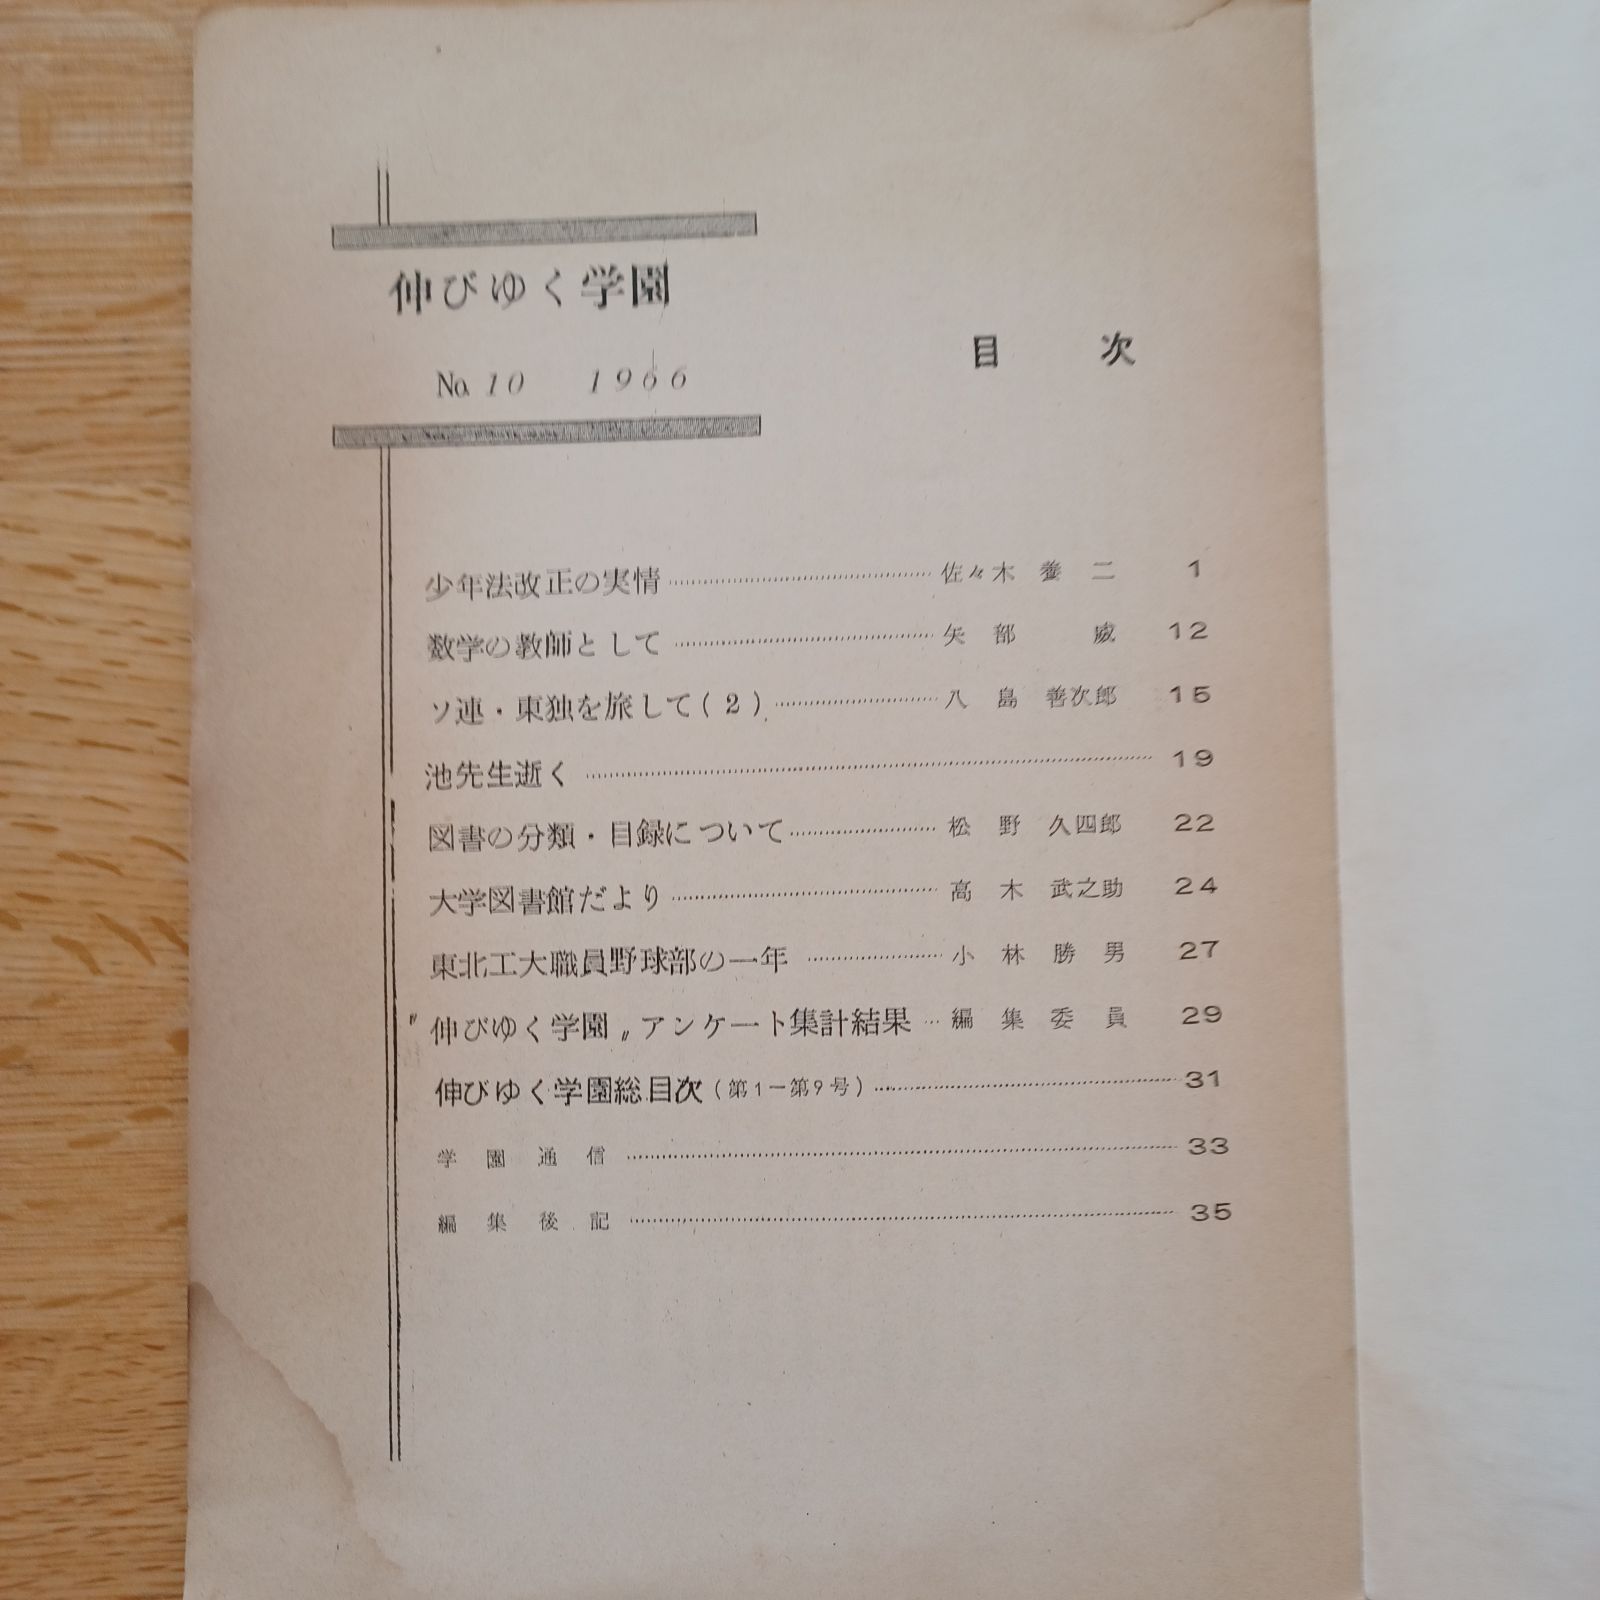 伸びゆく学園
No. 10 1966
目次
少年法改正の実情……佐々木養二 1
数学の教師として……矢部威 12
ソ連・東独を旅して(2)……八島善次郎 15
池先生逝く……19
図書の分類・目録について……松野久四郎 22
大学図書館だより……高木武之助 24
東北工大職員野球部の一年……小林勝男 27
〃伸びゆく学園〃アンケート集計結果…編集委員 29
伸びゆく学園総目次(第1－第9号)……31
学園通信……33
編集後記……35